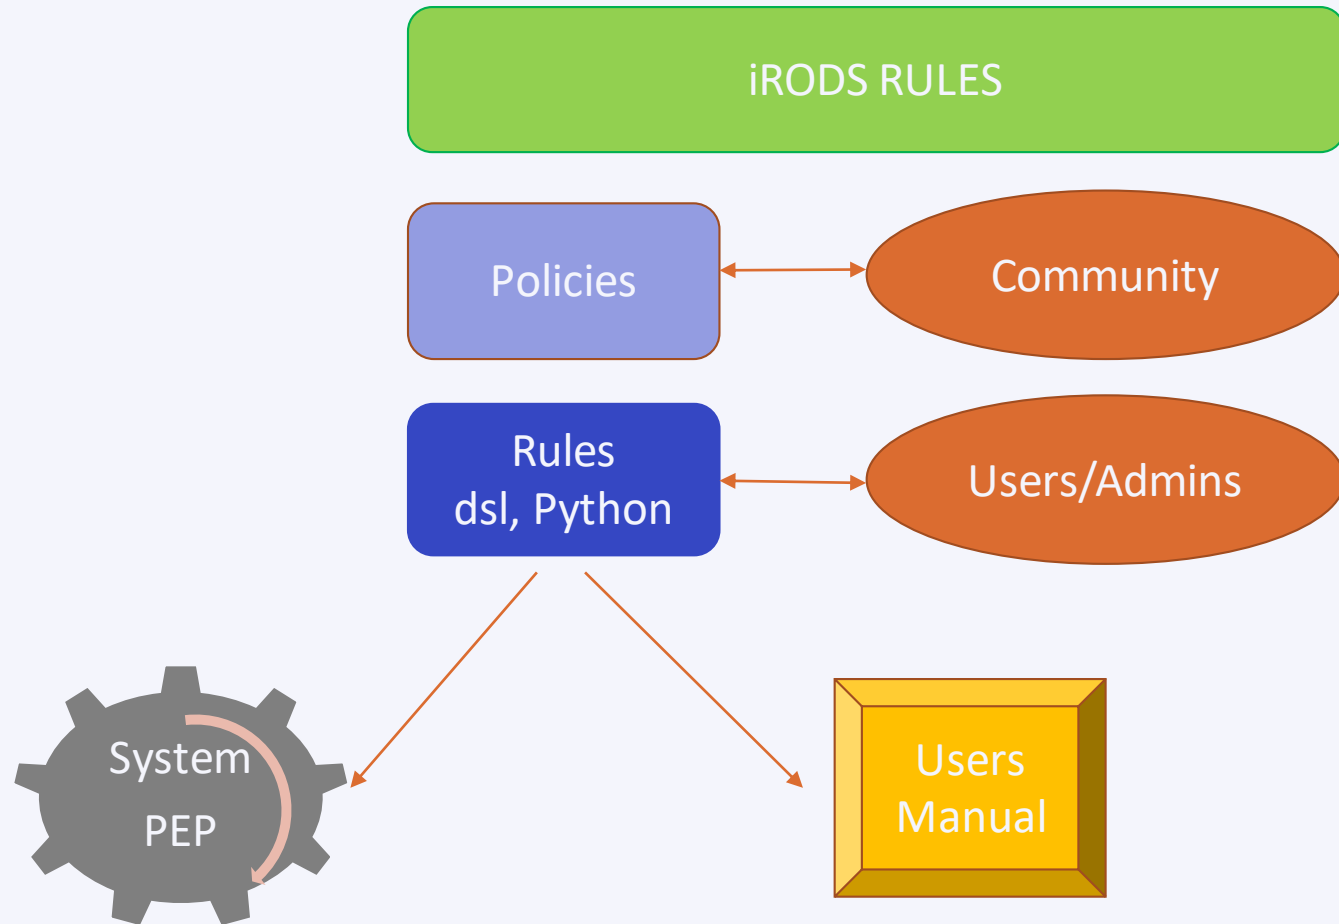 iRODS RULES
Policies
Community
Rules
dsl, Python
Users/Admins
System
PEP
Users
Manual